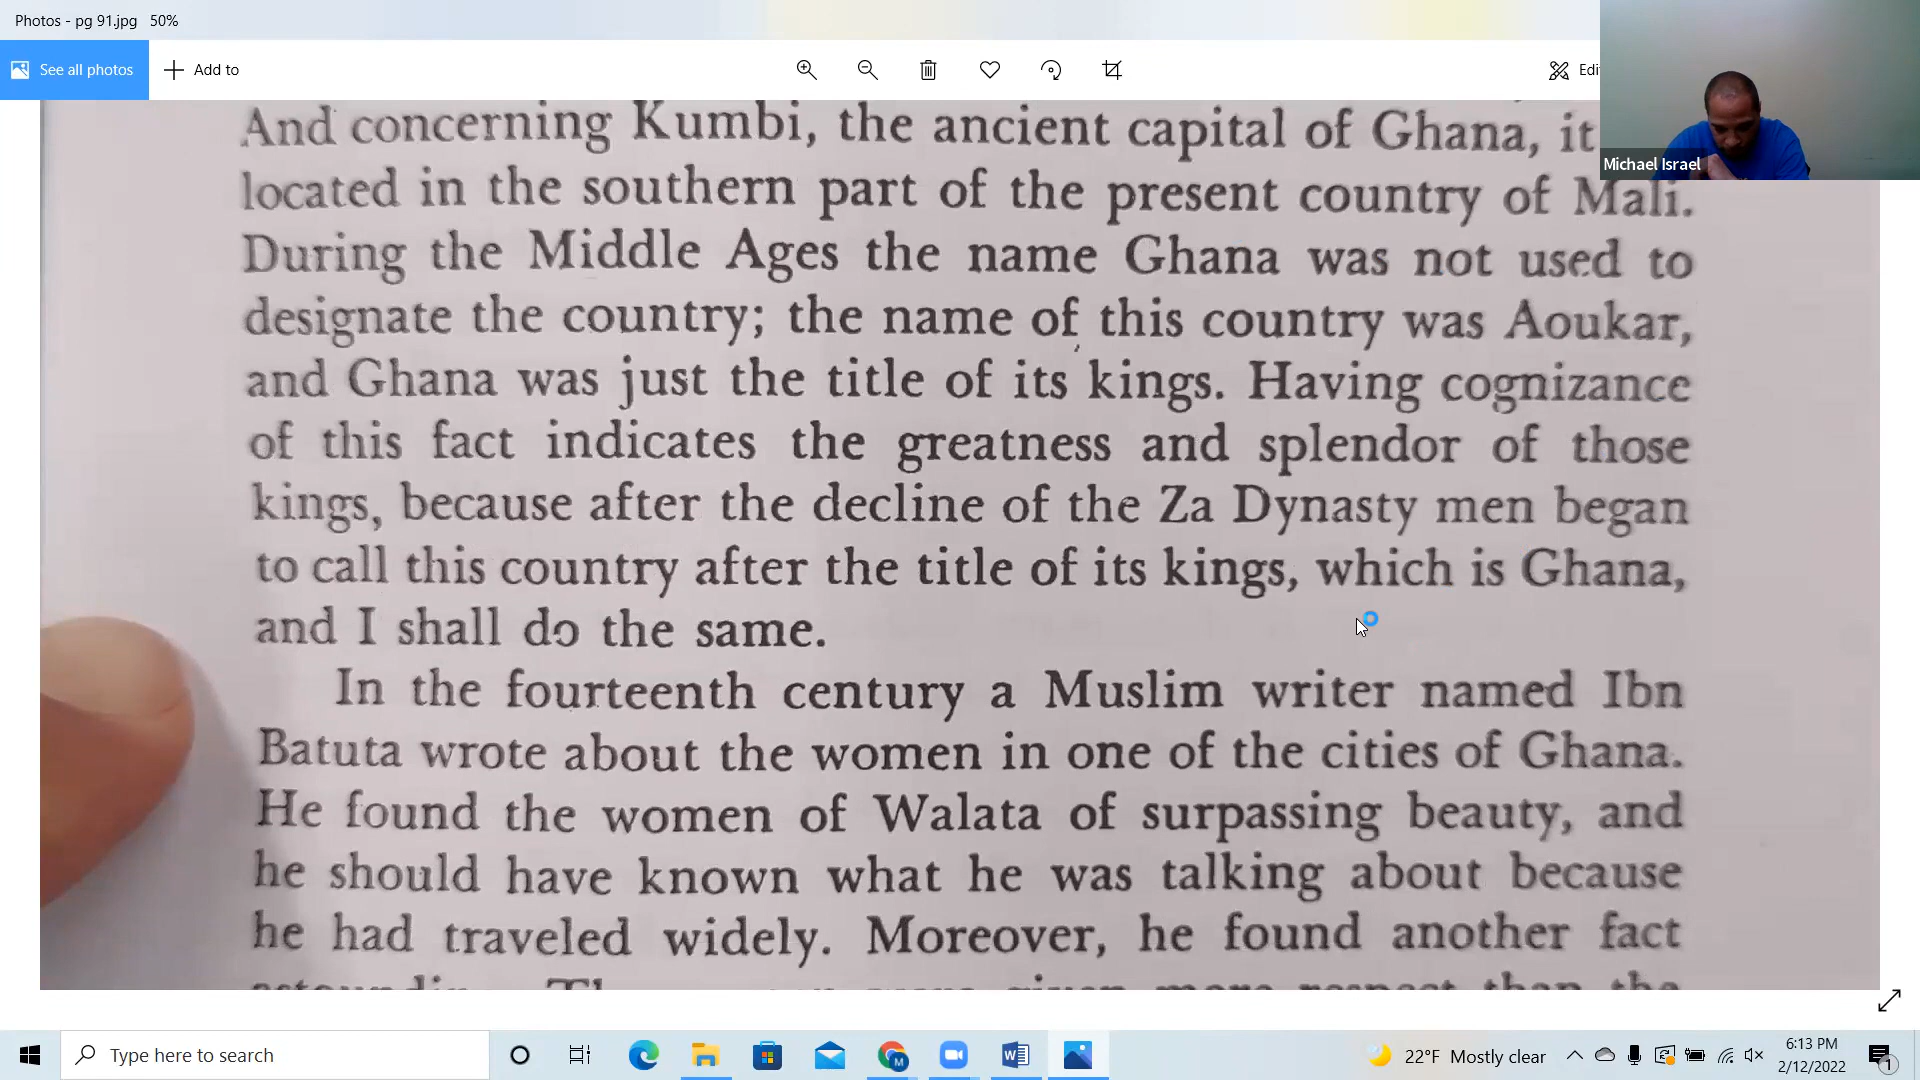 Photos - pg 91.jpg 50%
See all photos
Add to
And concerning Kumbi, the ancient capital of Ghana, it
located in the southern part of the present country of Mali.
During the Middle Ages the name Ghana was not used to
designate the country; the name of this country was Aoukar,
and Ghana was just the title of its kings. Having cognizance
of this fact indicates the greatness and splendor of those
kings, because after the decline of the Za Dynasty men began
to call this country after the title of its kings, which is Ghana,
and I shall do the same.
In the fourteenth century a Muslim writer named Ibn
Batuta wrote about the women in one of the cities of Ghana.
He found the women of Walata of surpassing beauty, and
he should have known what he was talking about because
he had traveled widely. Moreover, he found another fact
more respect than the
Michael Israel
Type here to search
22°F Mostly clear
6:13 PM
2/12/2022
1